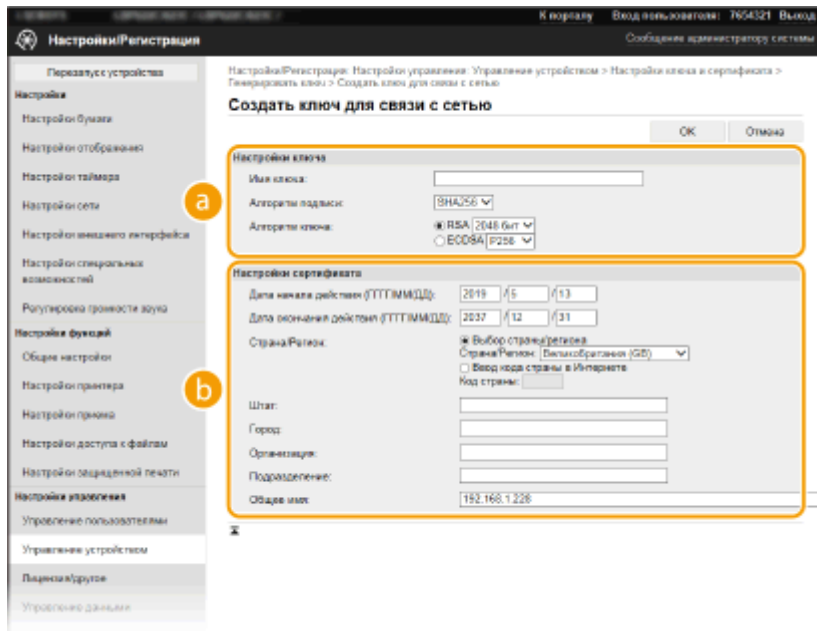 К порталу Вход пользователя: 7654321 Выход
Настройки/Регистрация
Сообщение администратору системы
Перезапуск устройства
Настройки
Настройки бумаги
Настройки отображения
Настройки таймера
Настройки сети
Настройки внешнего интерфейса
Настройки специальных
возможностей
Регулировка громкости звука
Настройки функций
Общие настройки
Настройки принтера
Настройки приема
Настройки доступа к файлам
Настройки защищенной печати
Настройки управления
Управление пользователями
Управление устройством
Лицензия/другое
Управление данными
Настройки/Регистрация: Настройки управления: Управление устройством > Настройки ключа и сертификата >
Генерировать ключ > Создать ключ для связи с сетью
Создать ключ для связи с сетью
OK Отмена
a
Настройки ключа
Имя ключа:
Алгоритм подписи: SHA256
Алгоритм ключа: RSA 2048 бит
ECDSA P256
b
Настройки сертификата
Дата начала действия (ГГГГ/ММ/ДД): 2019 / 5 / 13
Дата окончания действия (ГГГГ/ММ/ДД): 2037 / 12 / 31
Страна/Регион: Выбор страны/региона
Страна/Регион: Великобритания (GB)
Ввод кода страны в Интернете
Код страны:
Штат:
Город:
Организация:
Подразделение:
Общее имя: 192.168.1.228